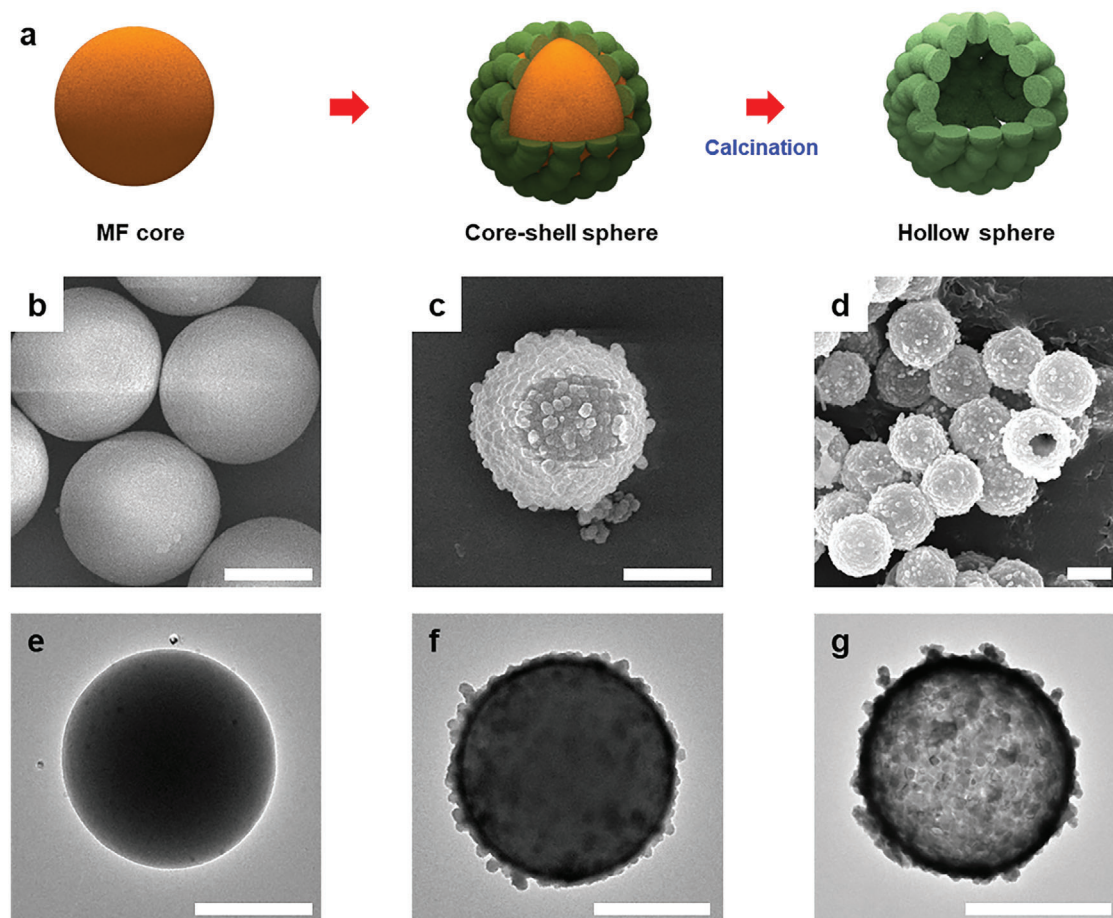 a
Calcination
MF core
Core-shell sphere
Hollow sphere
b
c
d
e
f
g